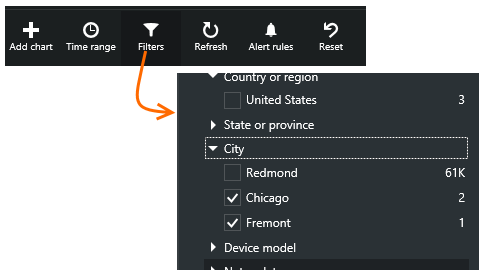 Add chart
Time range
Filters
Refresh
Alert rules
Reset
Country or region
United States 3
State or province
City
Redmond 61K
Chicago 2
Fremont 1
Device model